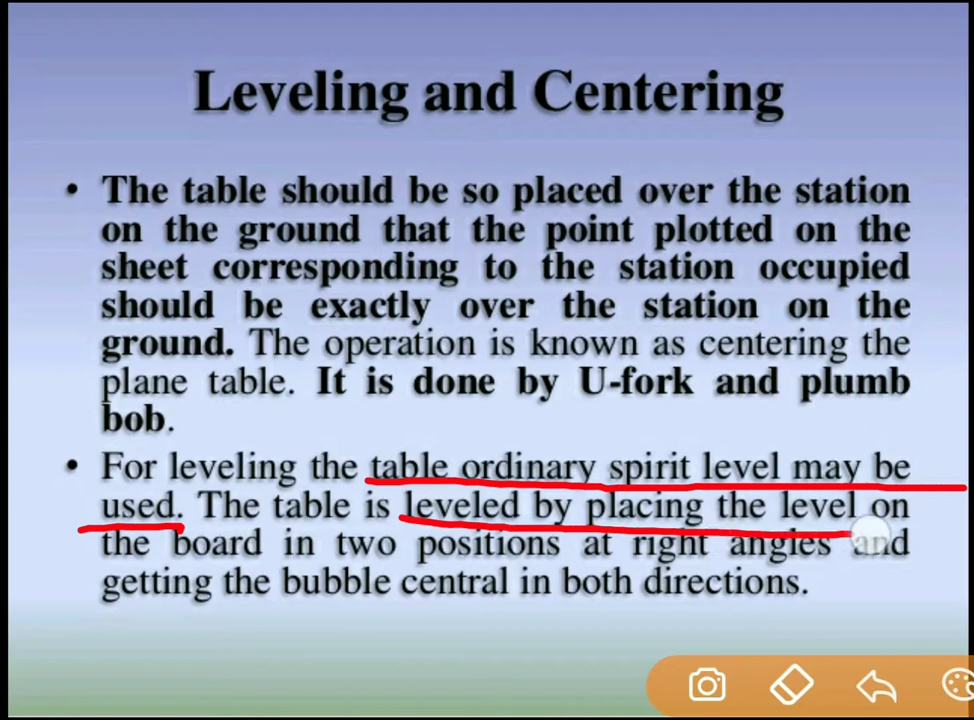 Leveling and Centering
• The table should be so placed over the station
on the ground that the point plotted on the
sheet corresponding to the station occupied
should be exactly over the station on the
ground. The operation is known as centering the
plane table. It is done by U-fork and plumb
bob.
• For leveling the table ordinary spirit level may be
used. The table is leveled by placing the level on
the board in two positions at right angles and
getting the bubble central in both directions.